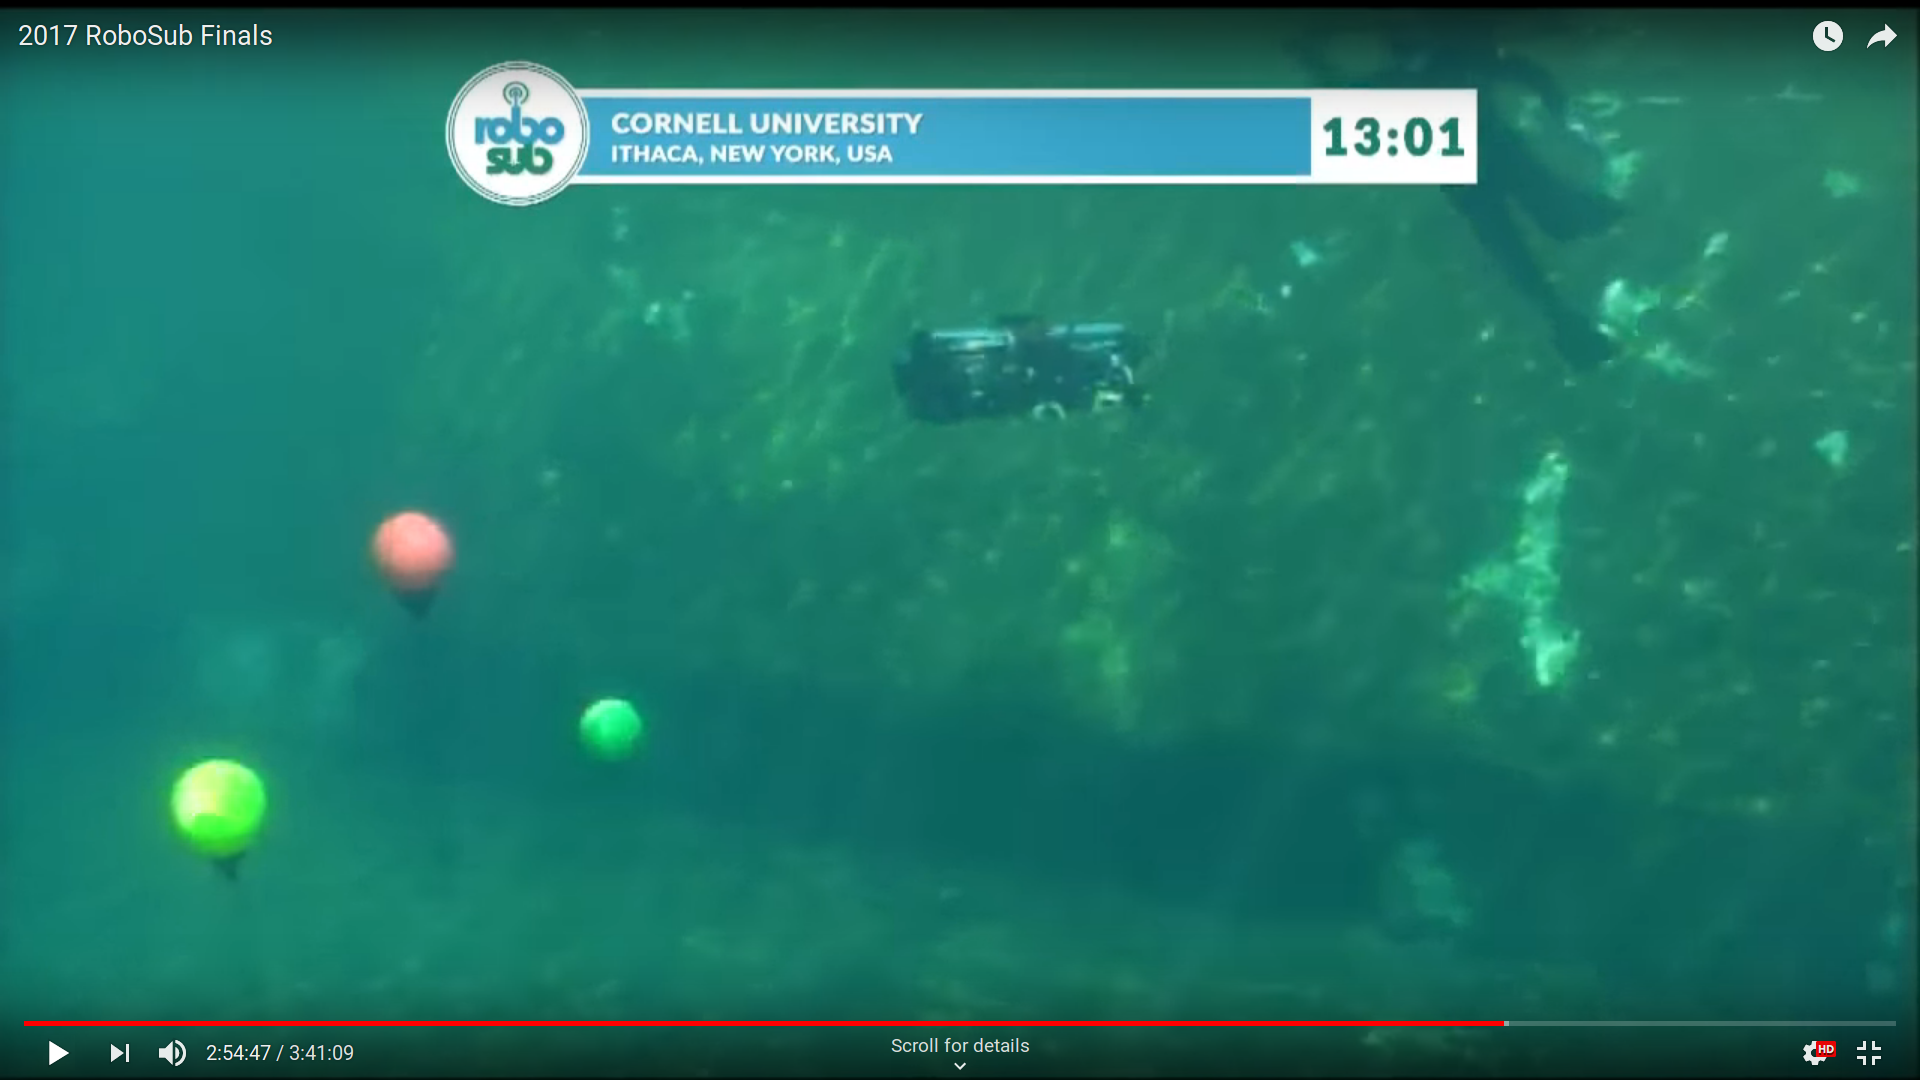 2017 RoboSub Finals
robo
sub
CORNELL UNIVERSITY
ITHACA, NEW YORK, USA
13:01
2:54:47 / 3:41:09
Scroll for details
HD